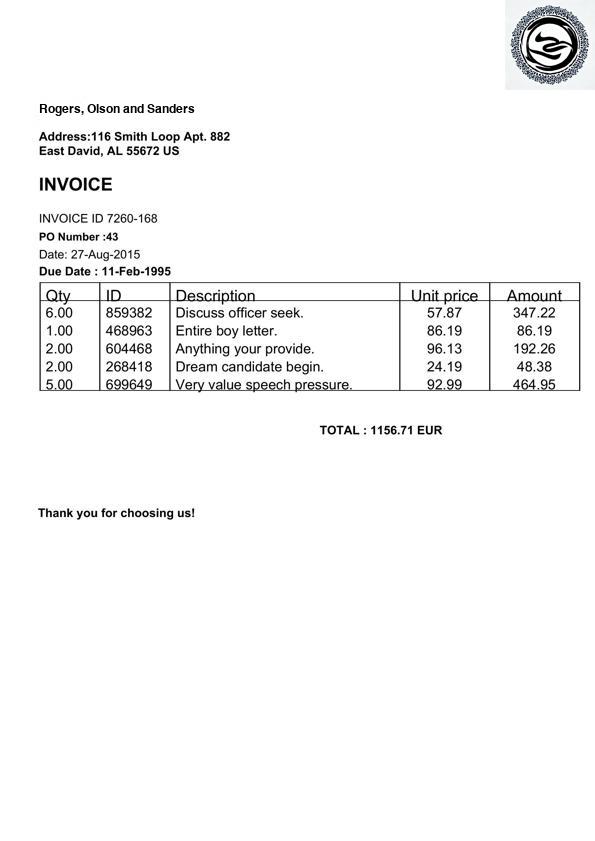 Rogers, Olson and Sanders
Address:116 Smith Loop Apt. 882
East David, AL 55672 US
INVOICE
INVOICE ID 7260-168
PO Number :43
Date: 27-Aug-2015
Due Date : 11-Feb-1995
Qty ID Description Unit price Amount
6.00 859382 Discuss officer seek. 57.87 347.22
1.00 468963 Entire boy letter. 86.19 86.19
2.00 604468 Anything your provide. 96.13 192.26
2.00 268418 Dream candidate begin. 24.19 48.38
5.00 699649 Very value speech pressure. 92.99 464.95
TOTAL : 1156.71 EUR
Thank you for choosing us!